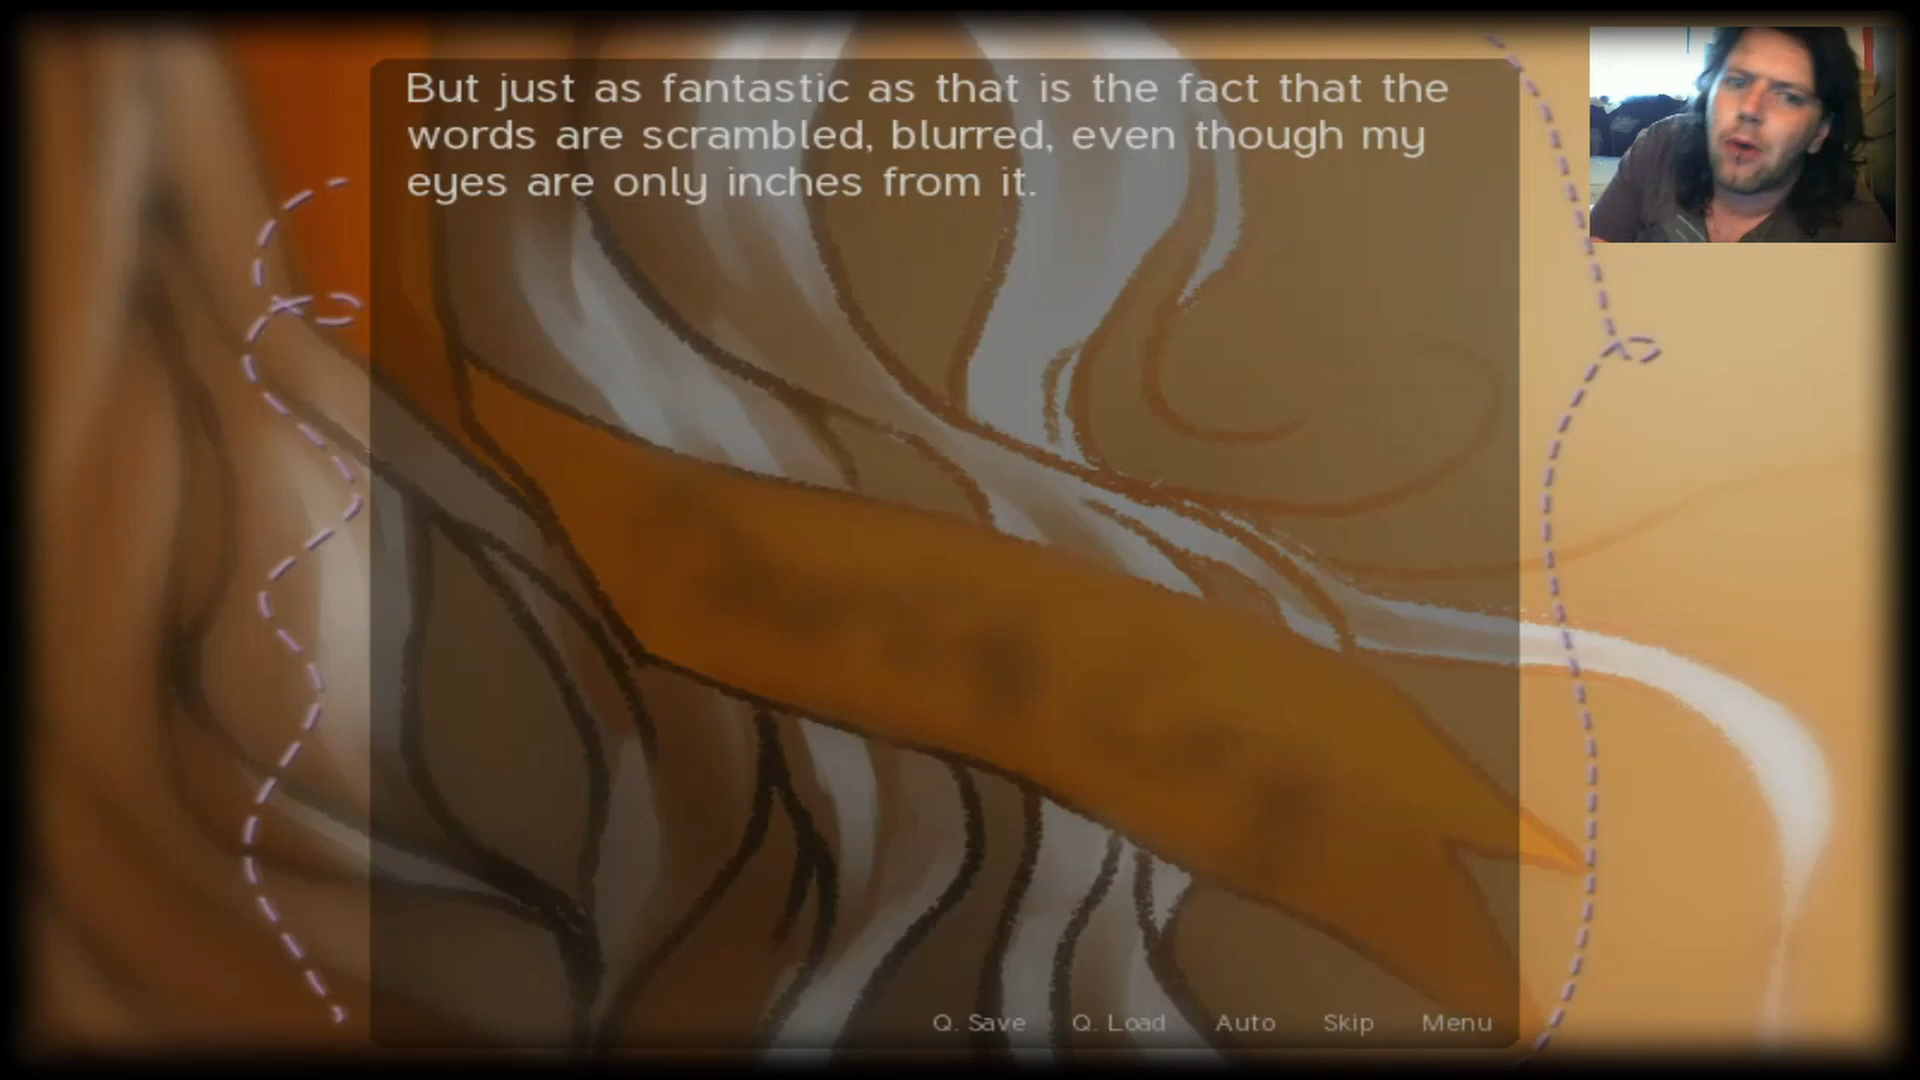 But just as fantastic as that is the fact that the
words are scrambled, blurred, even though my
eyes are only inches from it.
Q. Save Q. Load Auto Skip Menu